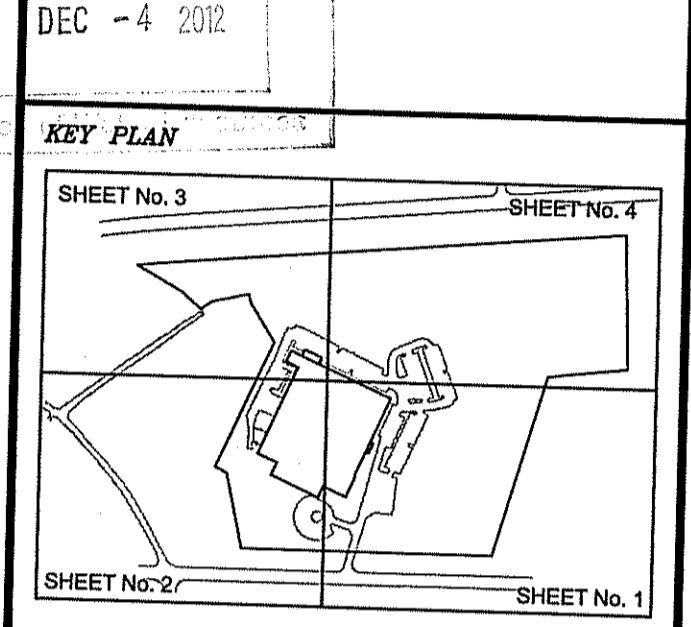 DEC - 4 2012
KEY PLAN
SHEET No. 3
SHEET No. 4
SHEET No. 2
SHEET No. 1